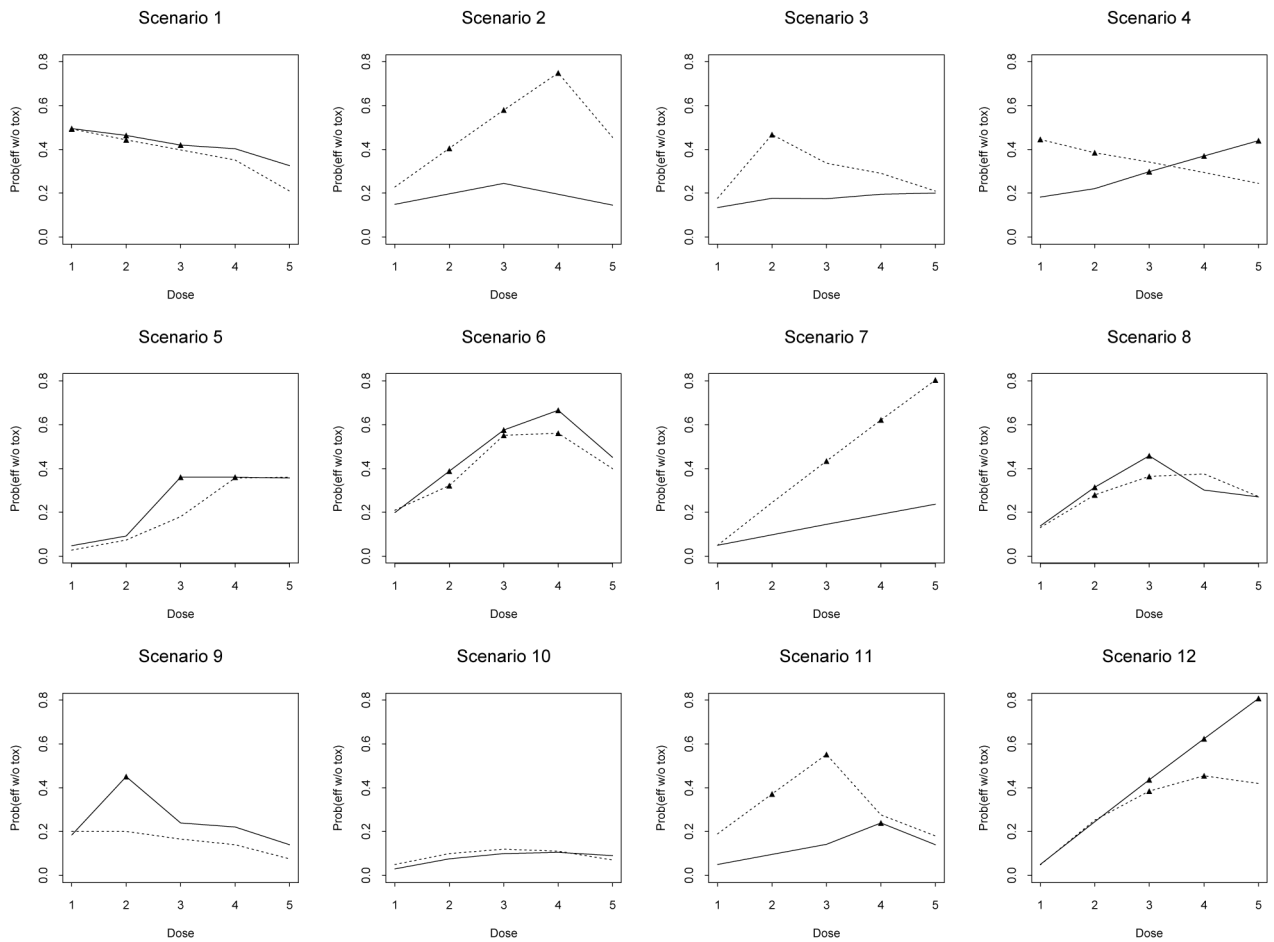 Scenario 1
Scenario 2
Scenario 3
Scenario 4
Prob(eff w/o tox)
0.0 0.2 0.4 0.6 0.8
1 2 3 4 5
Dose
Prob(eff w/o tox)
0.0 0.2 0.4 0.6 0.8
1 2 3 4 5
Dose
Prob(eff w/o tox)
0.0 0.2 0.4 0.6 0.8
1 2 3 4 5
Dose
Prob(eff w/o tox)
0.0 0.2 0.4 0.6 0.8
1 2 3 4 5
Dose
Scenario 5
Scenario 6
Scenario 7
Scenario 8
Prob(eff w/o tox)
0.0 0.2 0.4 0.6 0.8
1 2 3 4 5
Dose
Prob(eff w/o tox)
0.0 0.2 0.4 0.6 0.8
1 2 3 4 5
Dose
Prob(eff w/o tox)
0.0 0.2 0.4 0.6 0.8
1 2 3 4 5
Dose
Prob(eff w/o tox)
0.0 0.2 0.4 0.6 0.8
1 2 3 4 5
Dose
Scenario 9
Scenario 10
Scenario 11
Scenario 12
Prob(eff w/o tox)
0.0 0.2 0.4 0.6 0.8
1 2 3 4 5
Dose
Prob(eff w/o tox)
0.0 0.2 0.4 0.6 0.8
1 2 3 4 5
Dose
Prob(eff w/o tox)
0.0 0.2 0.4 0.6 0.8
1 2 3 4 5
Dose
Prob(eff w/o tox)
0.0 0.2 0.4 0.6 0.8
1 2 3 4 5
Dose